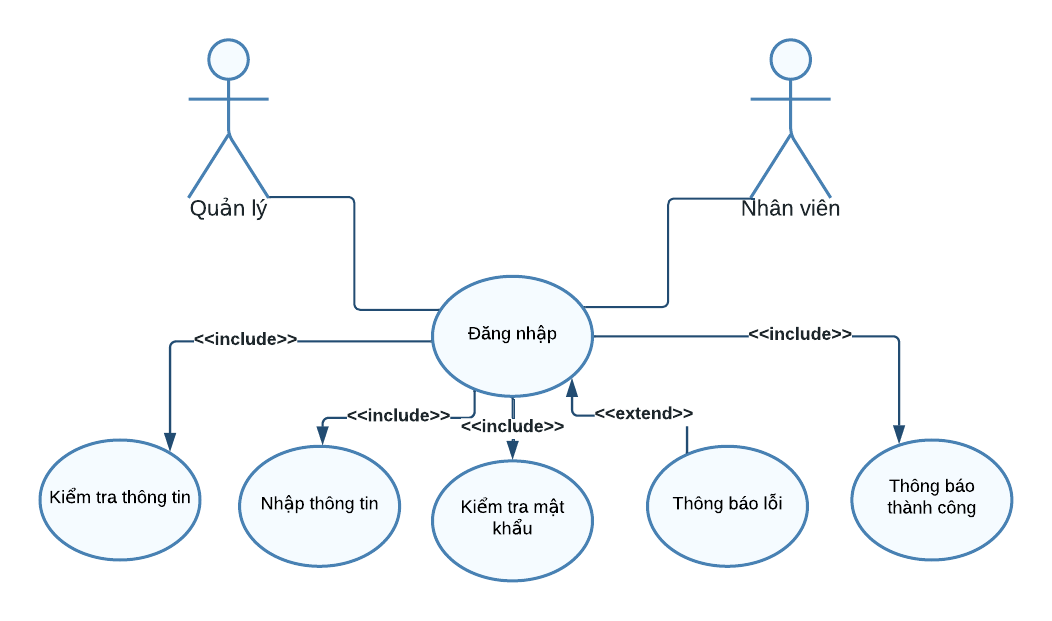 Quản lý
Nhân viên
Đăng nhập
<<include>>
<<include>>
<<include>>
<<include>>
<<extend>>
Kiểm tra thông tin
Nhập thông tin
Kiểm tra mật
khẩu
Thông báo lỗi
Thông báo
thành công